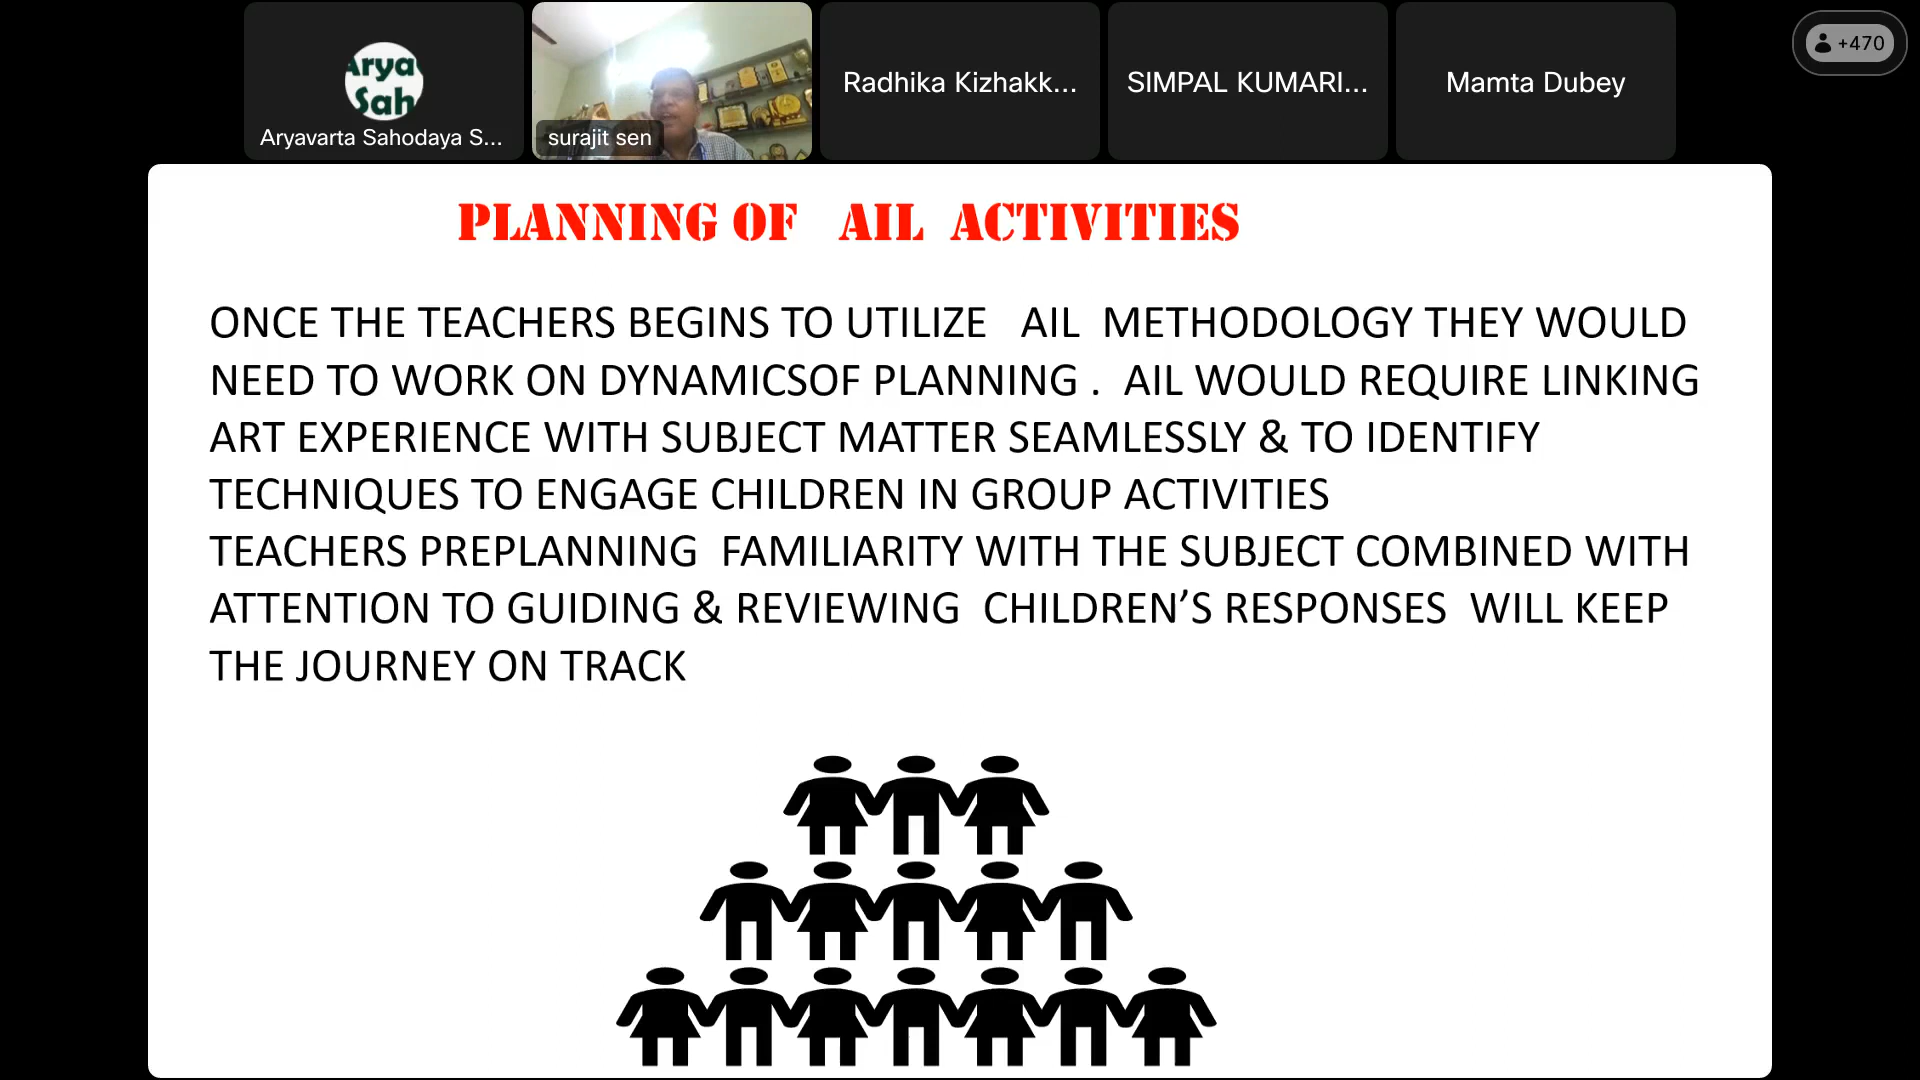 Arya
Sah
Aryavarta Sahodaya S...
surajit sen
Radhika Kizhakk...
SIMPAL KUMARI...
Mamta Dubey
+470
PLANNING OF AIL ACTIVITIES
ONCE THE TEACHERS BEGINS TO UTILIZE AIL METHODOLOGY THEY WOULD
NEED TO WORK ON DYNAMICSOF PLANNING . AIL WOULD REQUIRE LINKING
ART EXPERIENCE WITH SUBJECT MATTER SEAMLESSLY & TO IDENTIFY
TECHNIQUES TO ENGAGE CHILDREN IN GROUP ACTIVITIES
TEACHERS PREPLANNING FAMILIARITY WITH THE SUBJECT COMBINED WITH
ATTENTION TO GUIDING & REVIEWING CHILDREN’S RESPONSES WILL KEEP
THE JOURNEY ON TRACK